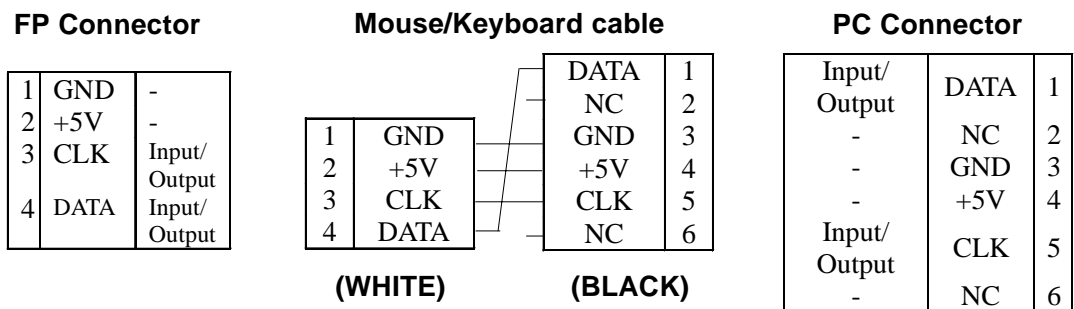 FP Connector
1 GND -
2 +5V -
3 CLK Input/
Output
4 DATA Input/
Output
Mouse/Keyboard cable
1 GND
2 +5V
3 CLK
4 DATA
(WHITE)
DATA 1
NC 2
GND 3
+5V 4
CLK 5
NC 6
(BLACK)
PC Connector
Input/
Output DATA 1
- NC 2
- GND 3
- +5V 4
Input/
Output CLK 5
- NC 6